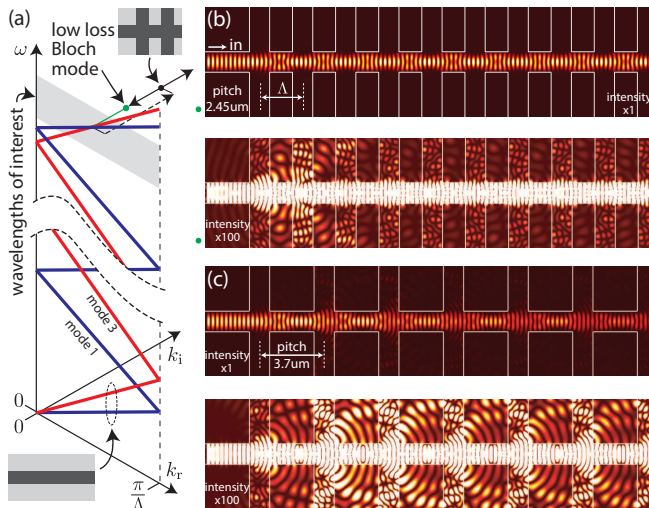 (a)
low loss
Bloch
mode
ω
wavelengths of interest
mode 3
mode 1
k_i
0
0
k_r
π/Λ
(b)
in
pitch
2.45um
Λ
intensity
x1
intensity
x100
(c)
intensity
x1
pitch
3.7um
intensity
x100